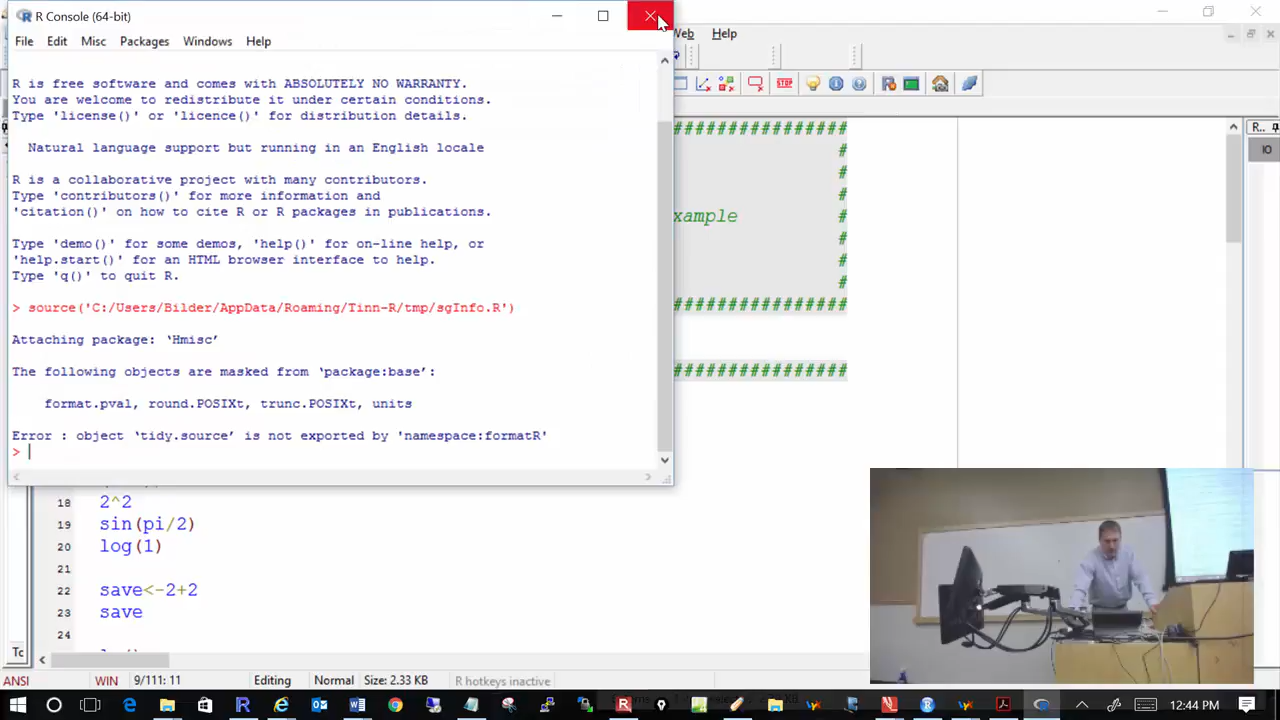 R Console (64-bit)
File Edit Misc Packages Windows Help
Web Help
R is free software and comes with ABSOLUTELY NO WARRANTY.
You are welcome to redistribute it under certain conditions.
Type 'license()' or 'licence()' for distribution details.
Natural language support but running in an English locale
R is a collaborative project with many contributors.
Type 'contributors()' for more information and
'citation()' on how to cite R or R packages in publications.
Type 'demo()' for some demos, 'help()' for on-line help, or
'help.start()' for an HTML browser interface to help.
Type 'q()' to quit R.
> source('C:/Users/Bilder/AppData/Roaming/Tinn-R/tmp/sgInfo.R')
Attaching package: ‘Hmisc’
The following objects are masked from ‘package:base’:
format.pval, round.POSIXt, trunc.POSIXt, units
Error : object ‘tidy.source’ is not exported by 'namespace:formatR'
>
STOP
################
#
#
#
xample #
#
#
#
################
################
R..
IO
18 2^2
19 sin(pi/2)
20 log(1)
21
22 save<-2+2
23 save
24
Tc
ANSI WIN 9/111: 11 Editing Normal Size: 2.33 KB R hotkeys inactive
12:44 PM